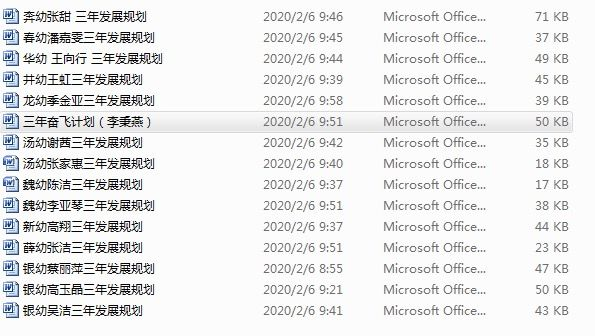 奔幼张甜 三年发展规划 2020/2/6 9:46 Microsoft Office... 71 KB
春幼潘嘉雯三年发展规划 2020/2/6 9:45 Microsoft Office... 37 KB
华幼 王向行 三年发展规划 2020/2/6 9:44 Microsoft Office... 49 KB
井幼王虹三年发展规划 2020/2/6 9:39 Microsoft Office... 45 KB
龙幼季金亚三年发展规划 2020/2/6 9:58 Microsoft Office... 39 KB
三年奋飞计划（李秉燕） 2020/2/6 9:51 Microsoft Office... 50 KB
汤幼谢茜三年发展规划 2020/2/6 9:42 Microsoft Office... 35 KB
汤幼张家惠三年发展规划 2020/2/6 9:40 Microsoft Office... 18 KB
魏幼陈洁三年发展规划 2020/2/6 9:37 Microsoft Office... 17 KB
魏幼李亚琴三年发展规划 2020/2/6 9:51 Microsoft Office... 38 KB
新幼高翔三年发展规划 2020/2/6 9:37 Microsoft Office... 44 KB
薛幼张洁三年发展规划 2020/2/6 9:51 Microsoft Office... 23 KB
银幼蔡丽萍三年发展规划 2020/2/6 8:55 Microsoft Office... 47 KB
银幼高玉晶三年发展规划 2020/2/6 9:21 Microsoft Office... 50 KB
银幼吴洁三年发展规划 2020/2/6 9:41 Microsoft Office... 43 KB